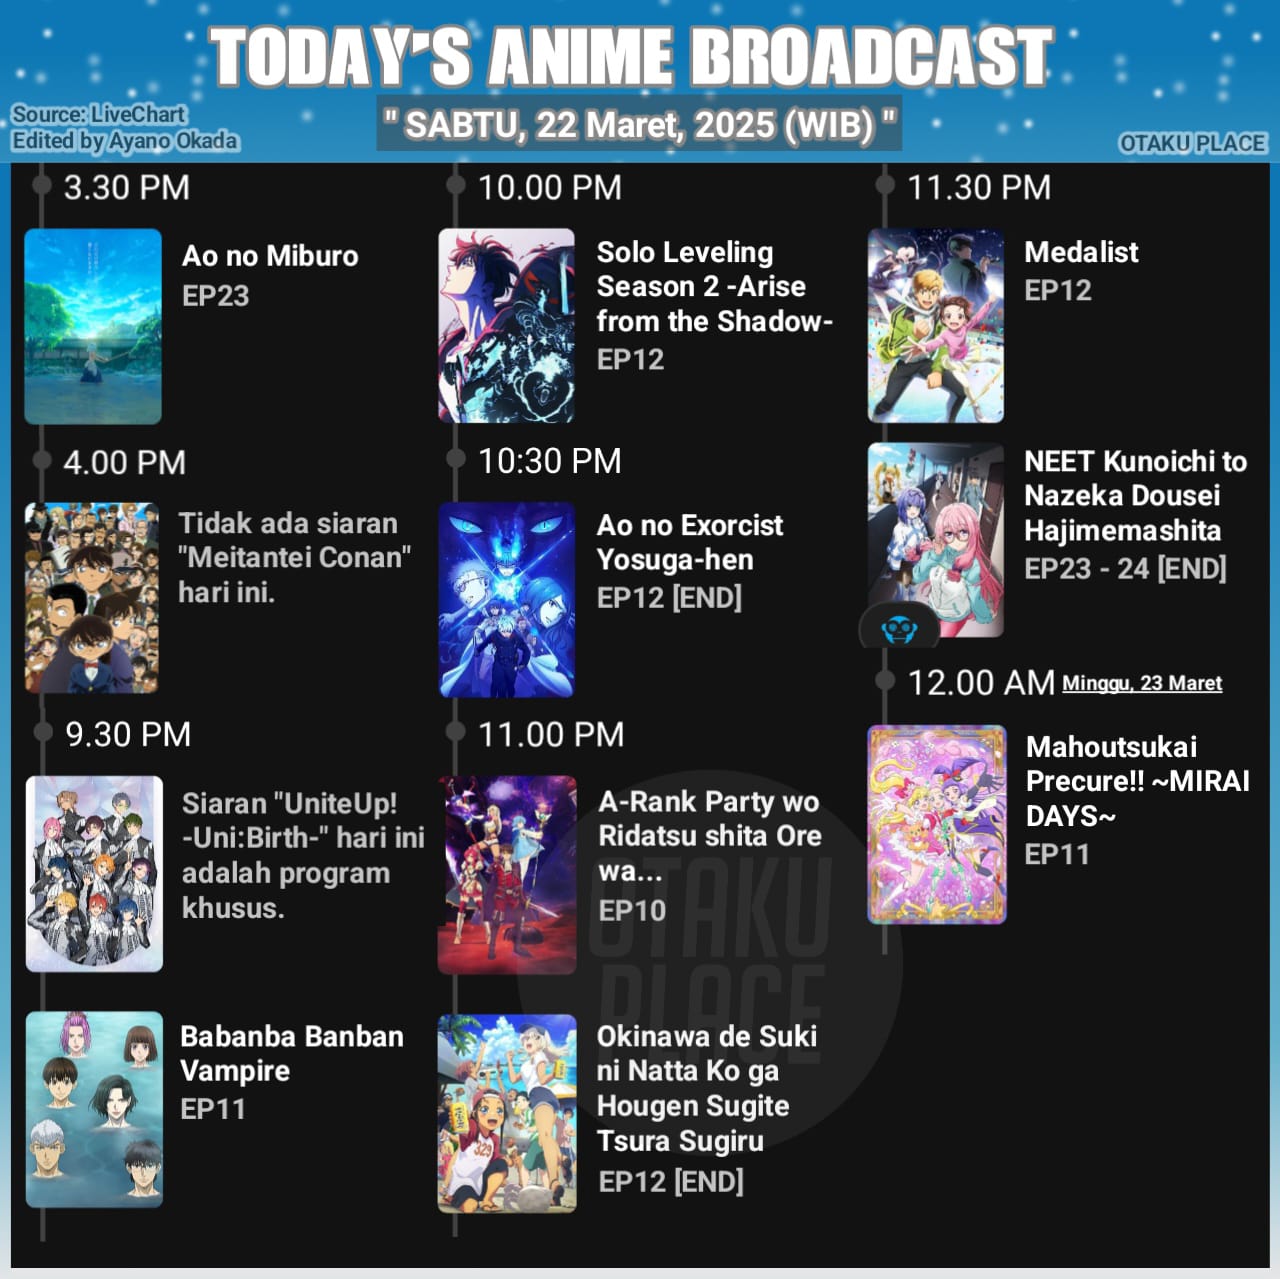 TODAY'S ANIME BROADCAST
" SABTU, 22 Maret, 2025 (WIB) "
Source: LiveChart
Edited by Ayano Okada
OTAKU PLACE
3.30 PM
Ao no Miburo
EP23
4.00 PM
Tidak ada siaran
"Meitantei Conan"
hari ini.
9.30 PM
Siaran "UniteUp!
-Uni:Birth-" hari ini
adalah program
khusus.
Babanba Banban
Vampire
EP11
10.00 PM
Solo Leveling
Season 2 -Arise
from the Shadow-
EP12
10:30 PM
Ao no Exorcist
Yosuga-hen
EP12 [END]
11.00 PM
A-Rank Party wo
Ridatsu shita Ore
wa...
EP10
Okinawa de Suki
ni Natta Ko ga
Hougen Sugite
Tsura Sugiru
EP12 [END]
11.30 PM
Medalist
EP12
NEET Kunoichi to
Nazeka Dousei
Hajimemashita
EP23 - 24 [END]
12.00 AM Minggu, 23 Maret
Mahoutsukai
Precure!! ~MIRAI
DAYS~
EP11
OTAKU
PLACE